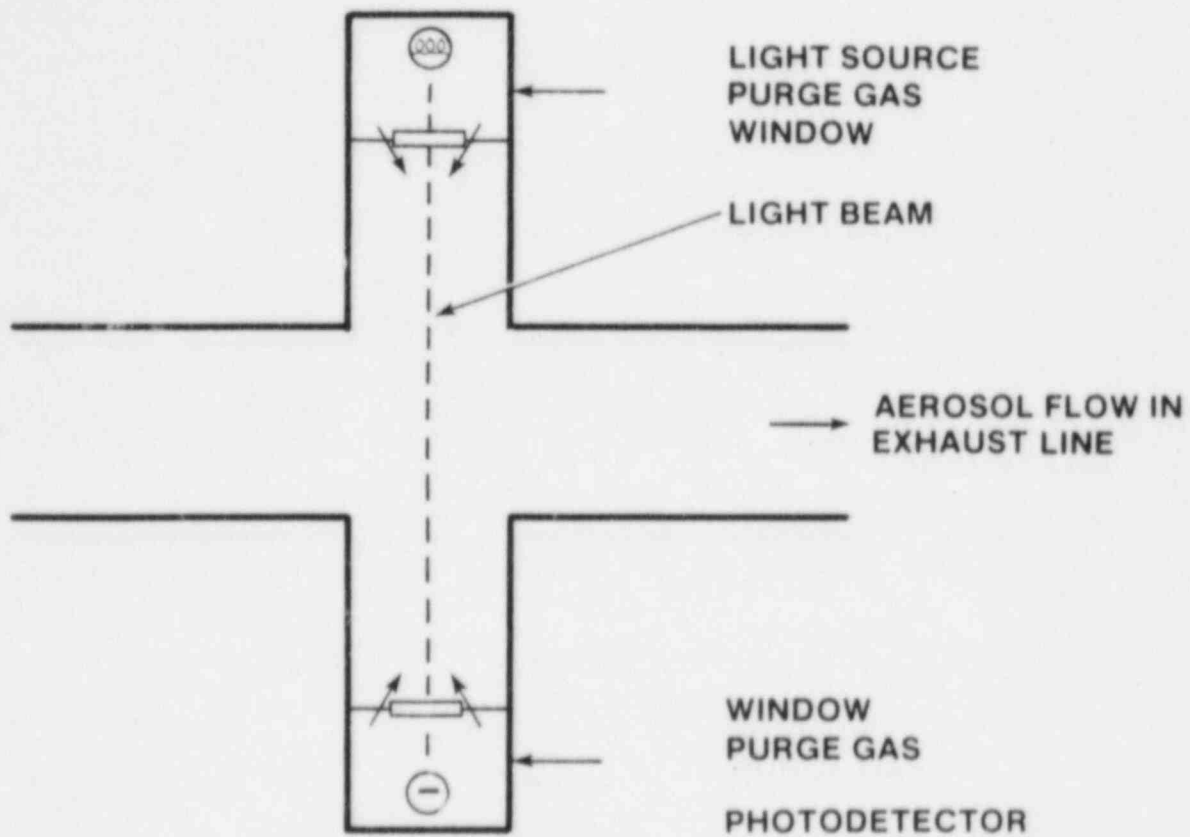 LIGHT SOURCE
PURGE GAS
WINDOW
LIGHT BEAM
AEROSOL FLOW IN
EXHAUST LINE
WINDOW
PURGE GAS
PHOTODETECTOR